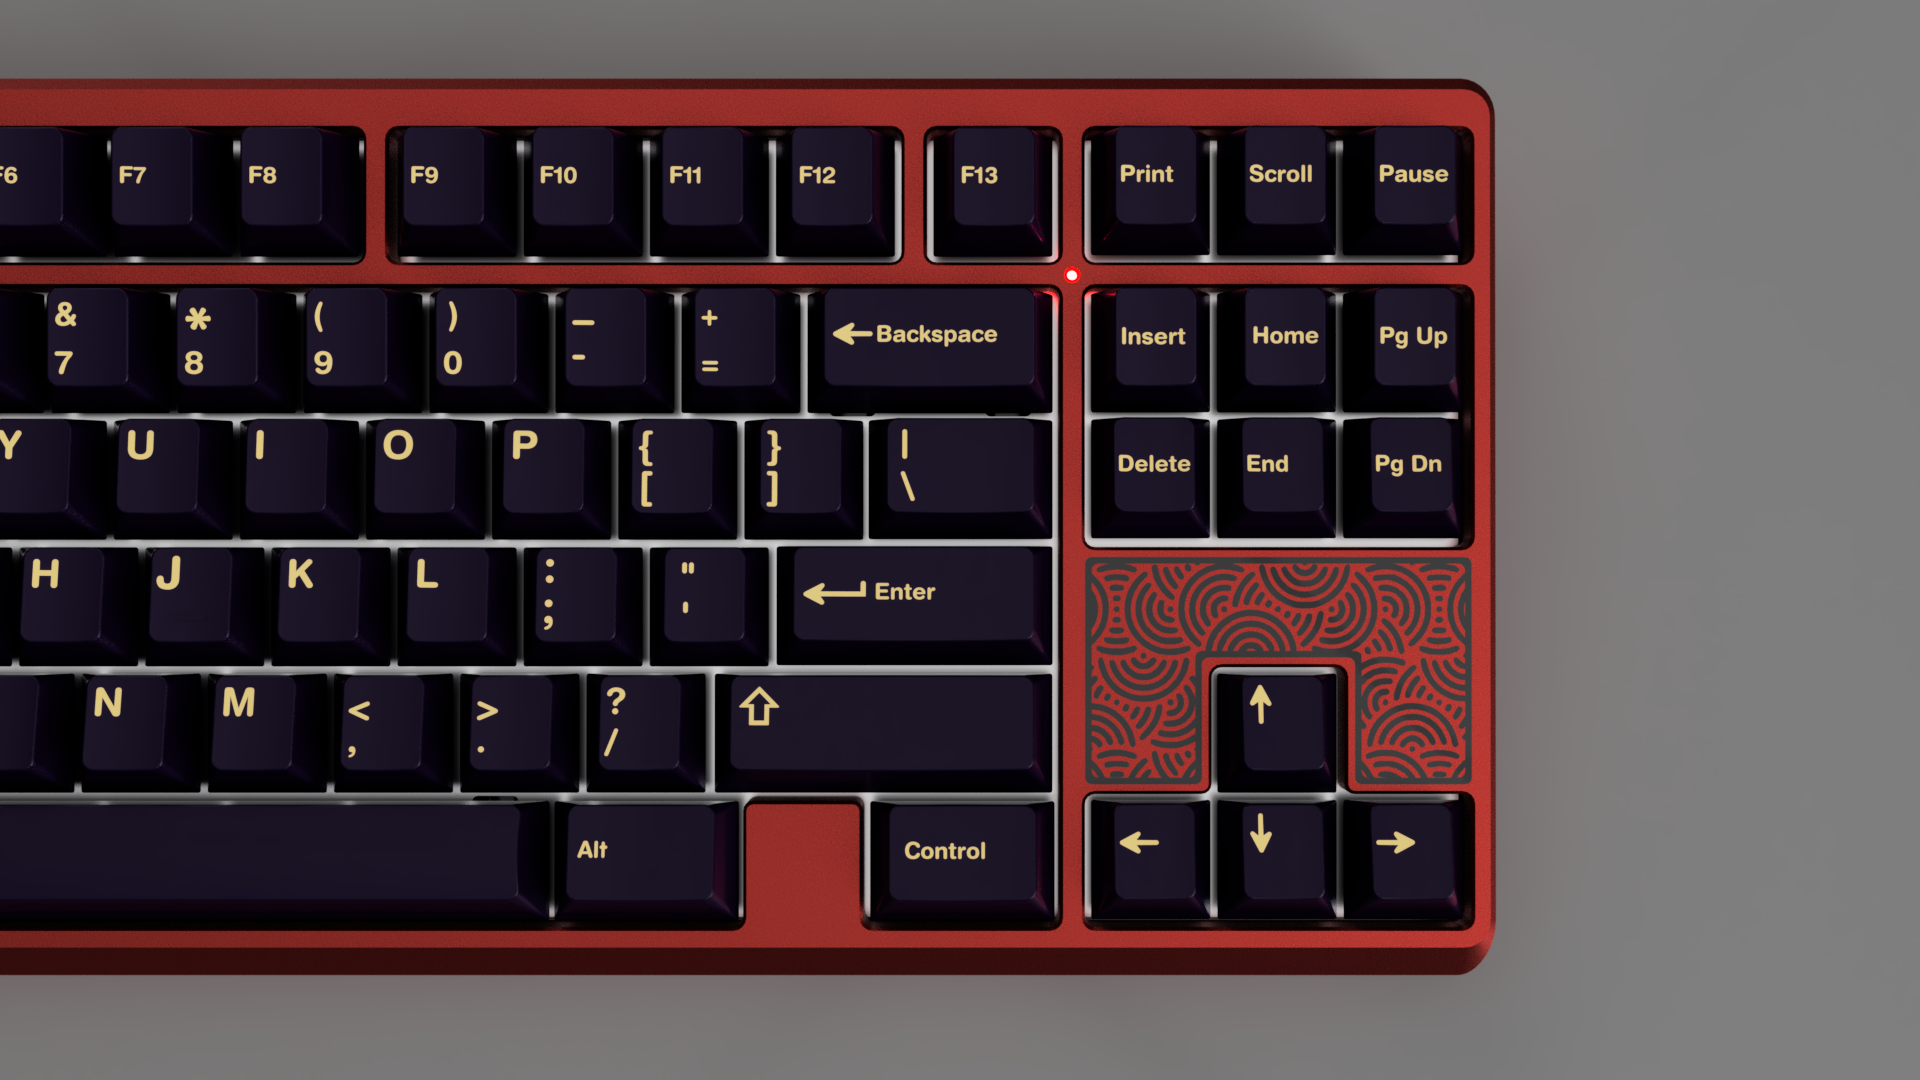 F6 F7 F8 F9 F10 F11 F12 F13 Print Scroll Pause
& * ( ) _ + ← Backspace Insert Home Pg Up
7 8 9 0 - =
Y U I O P { } | Delete End Pg Dn
[ ] \
H J K L : " Enter
; '
N M < > ? ⇧ ↑
, . /
Alt Control ← ↓ →